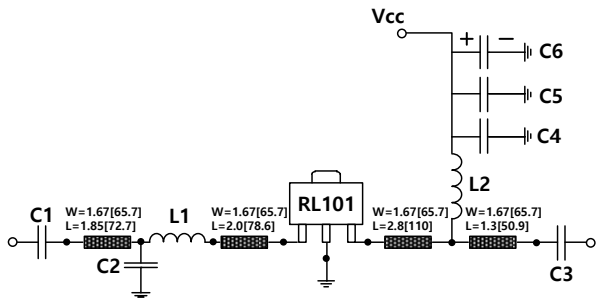 Vcc
+ −
C6
C5
C4
RL101
L2
C1
W=1.67[65.7]
L=1.85[72.7]
L1
W=1.67[65.7]
L=2.0[78.6]
W=1.67[65.7]
L=2.8[110]
W=1.67[65.7]
L=1.3[50.9]
C2
C3